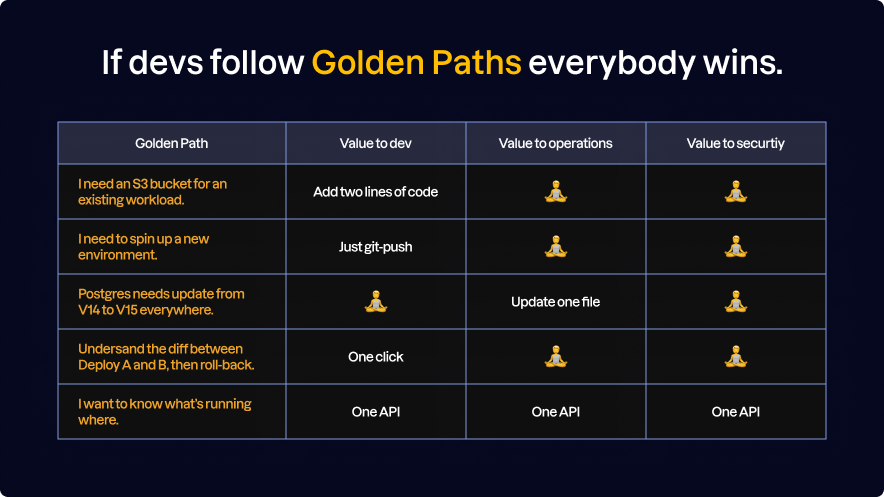 If devs follow Golden Paths everybody wins.
Golden Path
Value to dev
Value to operations
Value to securtiy
I need an S3 bucket for an
existing workload.
Add two lines of code
I need to spin up a new
environment.
Just git-push
Postgres needs update from
V14 to V15 everywhere.
Update one file
Undersand the diff between
Deploy A and B, then roll-back.
One click
I want to know what's running
where.
One API
One API
One API